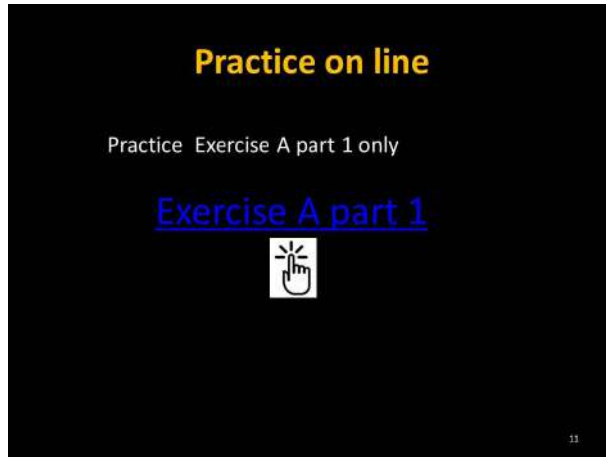 Practice on line
Practice Exercise A part 1 only
Exercise A part 1
11